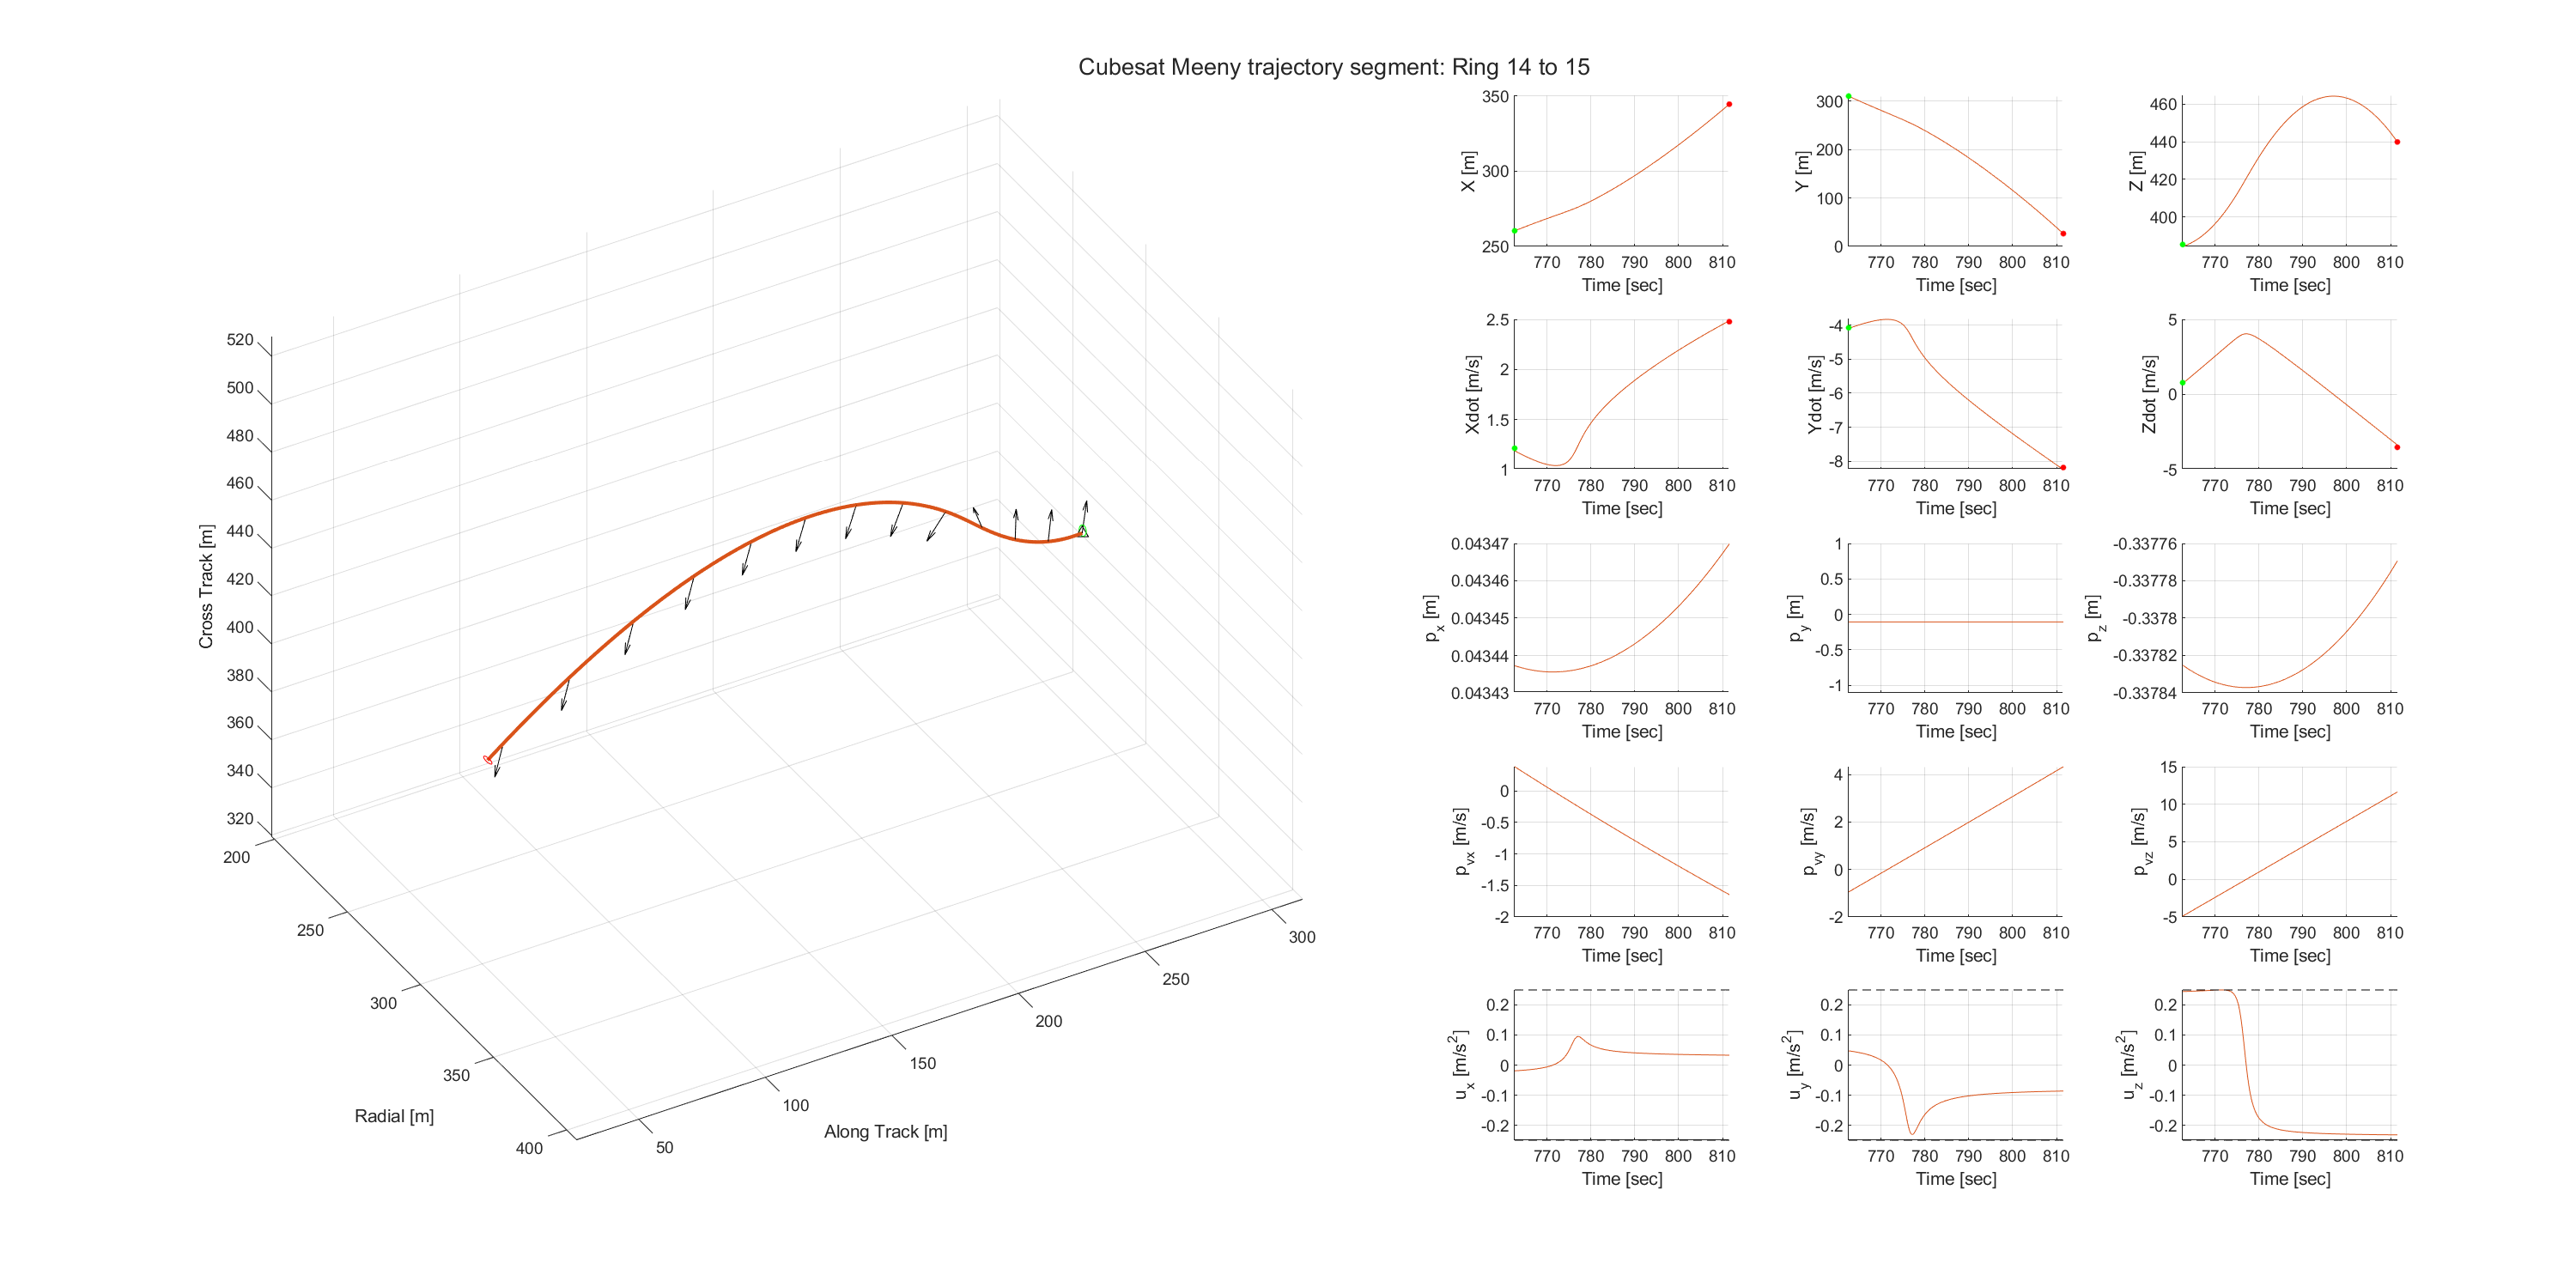 Cubesat Meeny trajectory segment: Ring 14 to 15
520
500
480
460
440
420
400
380
360
340
320
Cross Track [m]
200
250
300
350
400
Radial [m]
50
100
150
200
250
300
Along Track [m]
350
300
250
X [m]
770 780 790 800 810
Time [sec]
300
200
100
0
Y [m]
770 780 790 800 810
Time [sec]
460
440
420
400
Z [m]
770 780 790 800 810
Time [sec]
2.5
2
1.5
1
Xdot [m/s]
770 780 790 800 810
Time [sec]
-4
-5
-6
-7
-8
Ydot [m/s]
770 780 790 800 810
Time [sec]
5
0
-5
Zdot [m/s]
770 780 790 800 810
Time [sec]
0.04347
0.04346
0.04345
0.04344
0.04343
p_x [m]
770 780 790 800 810
Time [sec]
1
0.5
0
-0.5
-1
p_y [m]
770 780 790 800 810
Time [sec]
-0.33776
-0.33778
-0.3378
-0.33782
-0.33784
p_z [m]
770 780 790 800 810
Time [sec]
0
-0.5
-1
-1.5
-2
p_vx [m/s]
770 780 790 800 810
Time [sec]
4
2
0
-2
p_vy [m/s]
770 780 790 800 810
Time [sec]
15
10
5
0
-5
p_vz [m/s]
770 780 790 800 810
Time [sec]
0.2
0.1
0
-0.1
-0.2
u_x [m/s²]
770 780 790 800 810
Time [sec]
0.2
0.1
0
-0.1
-0.2
u_y [m/s²]
770 780 790 800 810
Time [sec]
0.2
0.1
0
-0.1
-0.2
u_z [m/s²]
770 780 790 800 810
Time [sec]